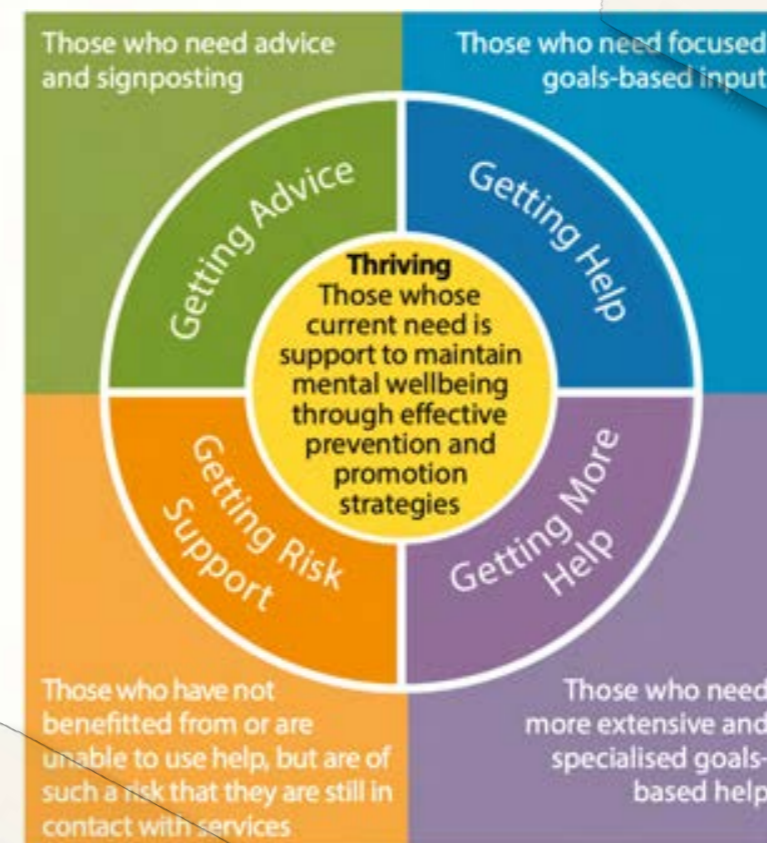 Those who need advice
and signposting
Those who need focused
goals-based input
Getting Advice
Getting Help
Thriving
Those whose
current need is
support to maintain
mental wellbeing
through effective
prevention and
promotion
strategies
Getting Risk
Support
Getting More
Help
Those who have not
benefitted from or are
unable to use help, but are of
such a risk that they are still in
contact with services
Those who need
more extensive and
specialised goals-
based help